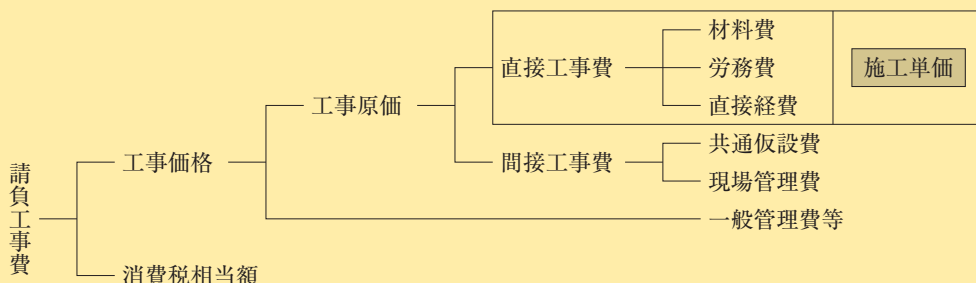 請負工事費
工事価格
消費税相当額
工事原価
一般管理費等
直接工事費
間接工事費
材料費
労務費
直接経費
共通仮設費
現場管理費
施工単価